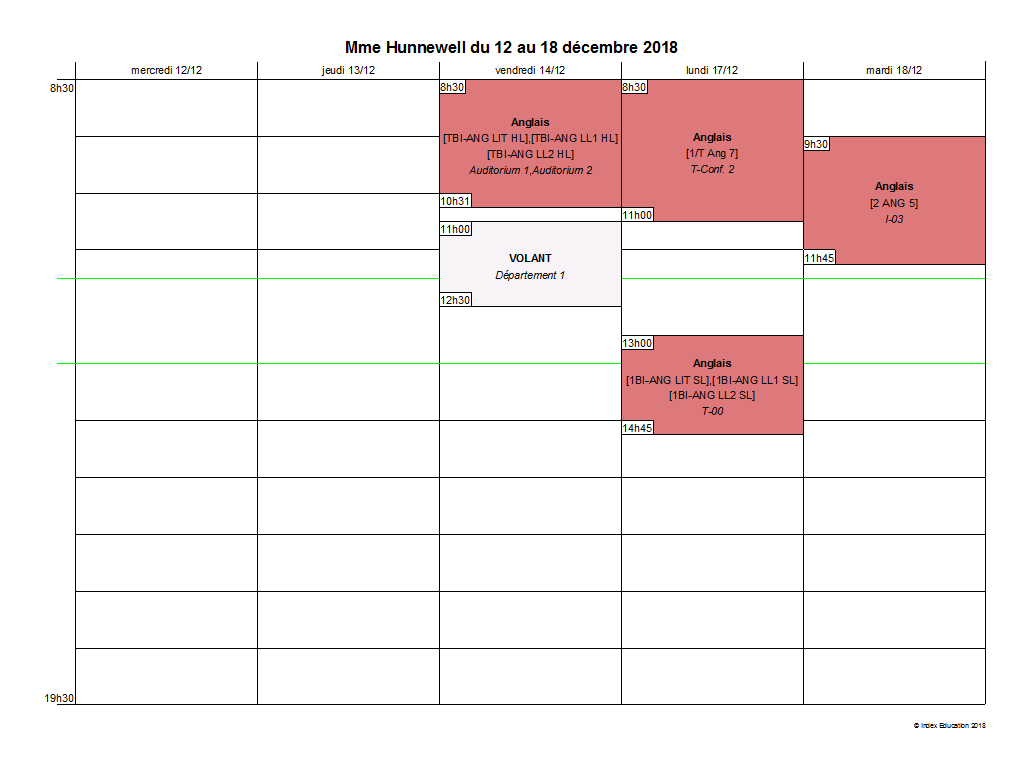 Mme Hunnewell du 12 au 18 décembre 2018
mercredi 12/12
jeudi 13/12
vendredi 14/12
lundi 17/12
mardi 18/12
8h30
8h30
Anglais
[TBI-ANG LIT HL],[TBI-ANG LL1 HL]
[TBI-ANG LL2 HL]
Auditorium 1,Auditorium 2
10h31
11h00
VOLANT
Département 1
12h30
8h30
Anglais
[1/T Ang 7]
T-Conf. 2
11h00
13h00
Anglais
[1BI-ANG LIT SL],[1BI-ANG LL1 SL]
[1BI-ANG LL2 SL]
T-00
14h45
9h30
Anglais
[2 ANG 5]
I-03
11h45
19h30
© Index Education 2018